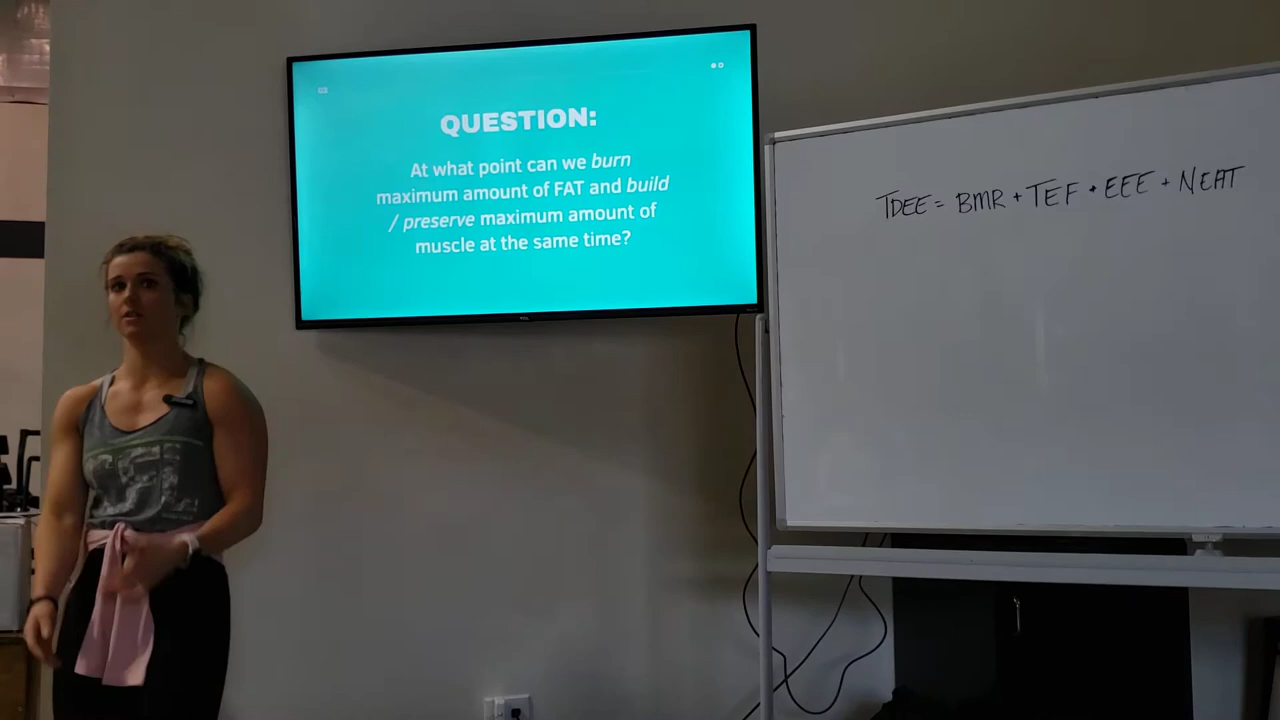 QUESTION:
At what point can we burn
maximum amount of FAT and build
/ preserve maximum amount of
muscle at the same time?
TDEE = BMR + TEF + EEE + NEAT
TCL